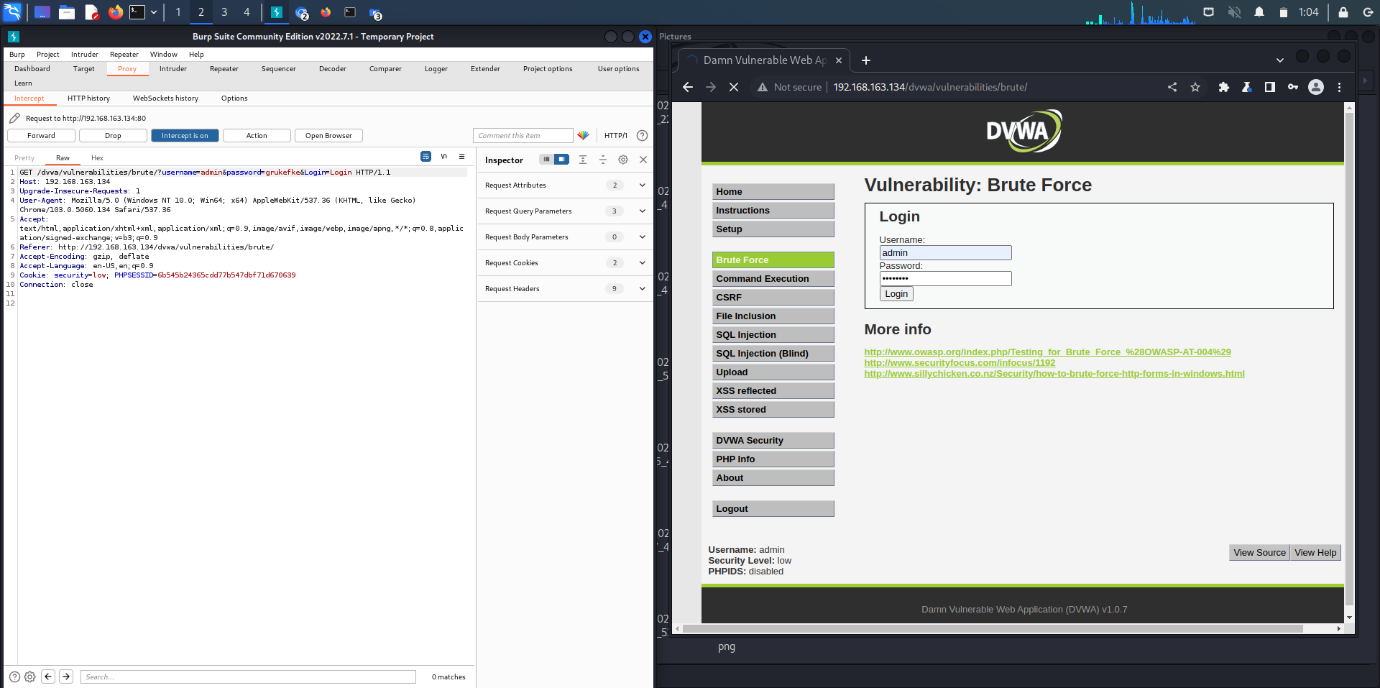 1 2 3 4 2 3 1:04
Burp Suite Community Edition v2022.7.1 - Temporary Project
Burp Project Intruder Repeater Window Help
Dashboard Target Proxy Intruder Repeater Sequencer Decoder Comparer Logger Extender Project options User options
Learn
Intercept HTTP history WebSockets history Options
Request to http://192.168.163.134:80
Forward Drop Intercept is on Action Open Browser Comment this item HTTP/1
Pretty Raw Hex
1 GET /dvwa/vulnerabilities/brute/?username=admin&password=grukefke&Login=Login HTTP/1.1
2 Host: 192.168.163.134
3 Upgrade-Insecure-Requests: 1
4 User-Agent: Mozilla/5.0 (Windows NT 10.0; Win64; x64) AppleWebKit/537.36 (KHTML, like Gecko)
Chrome/103.0.5060.134 Safari/537.36
5 Accept:
text/html,application/xhtml+xml,application/xml;q=0.9,image/avif,image/webp,image/apng,*/*;q=0.8,applic
ation/signed-exchange;v=b3;q=0.9
6 Referer: http://192.168.163.134/dvwa/vulnerabilities/brute/
7 Accept-Encoding: gzip, deflate
8 Accept-Language: en-US,en;q=0.9
9 Cookie: security=low; PHPSESSID=6b545b24365cdd77b547dbf71d670639
10 Connection: close
11
12
Search...
0 matches
Inspector
Request Attributes 2
Request Query Parameters 3
Request Body Parameters 0
Request Cookies 2
Request Headers 9
Pictures
Damn Vulnerable Web Ap
Not secure | 192.168.163.134/dvwa/vulnerabilities/brute/
DVWA
Home
Instructions
Setup
Brute Force
Command Execution
CSRF
File Inclusion
SQL Injection
SQL Injection (Blind)
Upload
XSS reflected
XSS stored
DVWA Security
PHP Info
About
Logout
Vulnerability: Brute Force
Login
Username:
admin
Password:
••••••••
Login
More info
http://www.owasp.org/index.php/Testing_for_Brute_Force_%28OWASP-AT-004%29
http://www.securityfocus.com/infocus/1192
http://www.sillychicken.co.nz/Security/how-to-brute-force-http-forms-in-windows.html
Username: admin
Security Level: low
PHPIDS: disabled
View Source View Help
Damn Vulnerable Web Application (DVWA) v1.0.7
png